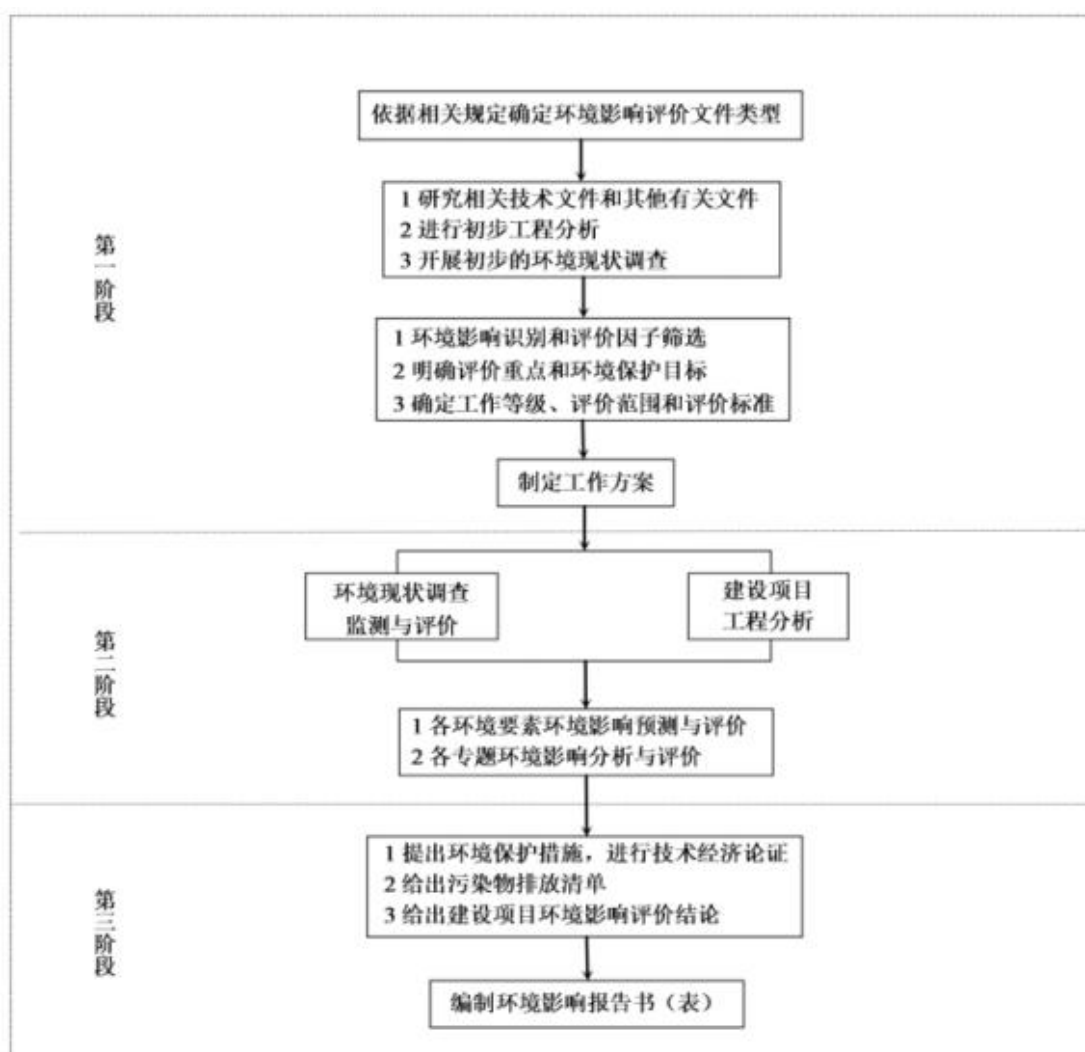 依据相关规定确定环境影响评价文件类型
1 研究相关技术文件和其他有关文件
2 进行初步工程分析
3 开展初步的环境现状调查
第一阶段
1 环境影响识别和评价因子筛选
2 明确评价重点和环境保护目标
3 确定工作等级、评价范围和评价标准
制定工作方案
环境现状调查
监测与评价
建设项目
工程分析
第二阶段
1 各环境要素环境影响预测与评价
2 各专题环境影响分析与评价
1 提出环境保护措施，进行技术经济论证
2 给出污染物排放清单
3 给出建设项目环境影响评价结论
第三阶段
编制环境影响报告书（表）